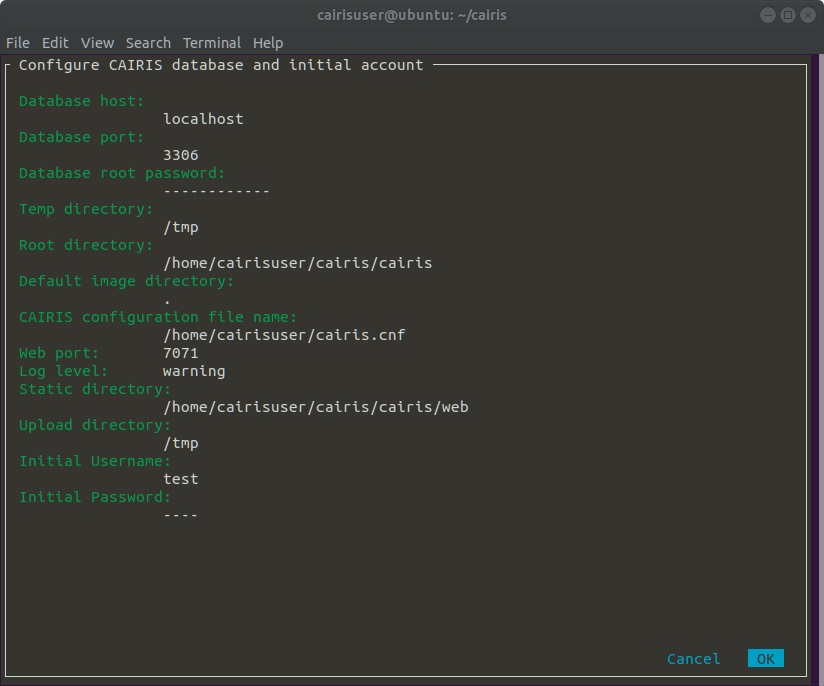 cairisuser@ubuntu: ~/cairis
File Edit View Search Terminal Help
Configure CAIRIS database and initial account
Database host:
localhost
Database port:
3306
Database root password:
------------
Temp directory:
/tmp
Root directory:
/home/cairisuser/cairis/cairis
Default image directory:
.
CAIRIS configuration file name:
/home/cairisuser/cairis.cnf
Web port: 7071
Log level: warning
Static directory:
/home/cairisuser/cairis/cairis/web
Upload directory:
/tmp
Initial Username:
test
Initial Password:
----
Cancel OK